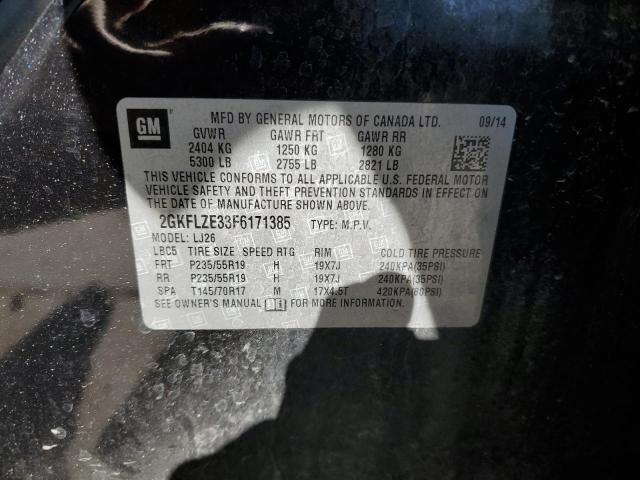 GM
MFD BY GENERAL MOTORS OF CANADA LTD. 09/14
GVWR GAWR FRT GAWR RR
2404 KG 1250 KG 1280 KG
5300 LB 2755 LB 2821 LB
THIS VEHICLE CONFORMS TO ALL APPLICABLE U.S. FEDERAL MOTOR
VEHICLE SAFETY AND THEFT PREVENTION STANDARDS IN EFFECT
ON THE DATE OF MANUFACTURE SHOWN ABOVE.
2GKFLZE33F6171385 TYPE: M.P.V.
MODEL: LJ26
LBC5 TIRE SIZE SPEED RTG RIM COLD TIRE PRESSURE
FRT P235/55R19 H 19X7J 240KPA(35PSI)
RR P235/55R19 H 19X7J 240KPA(35PSI)
SPA T145/70R17 M 17X4.5T 420KPA(60PSI)
SEE OWNER'S MANUAL FOR MORE INFORMATION.